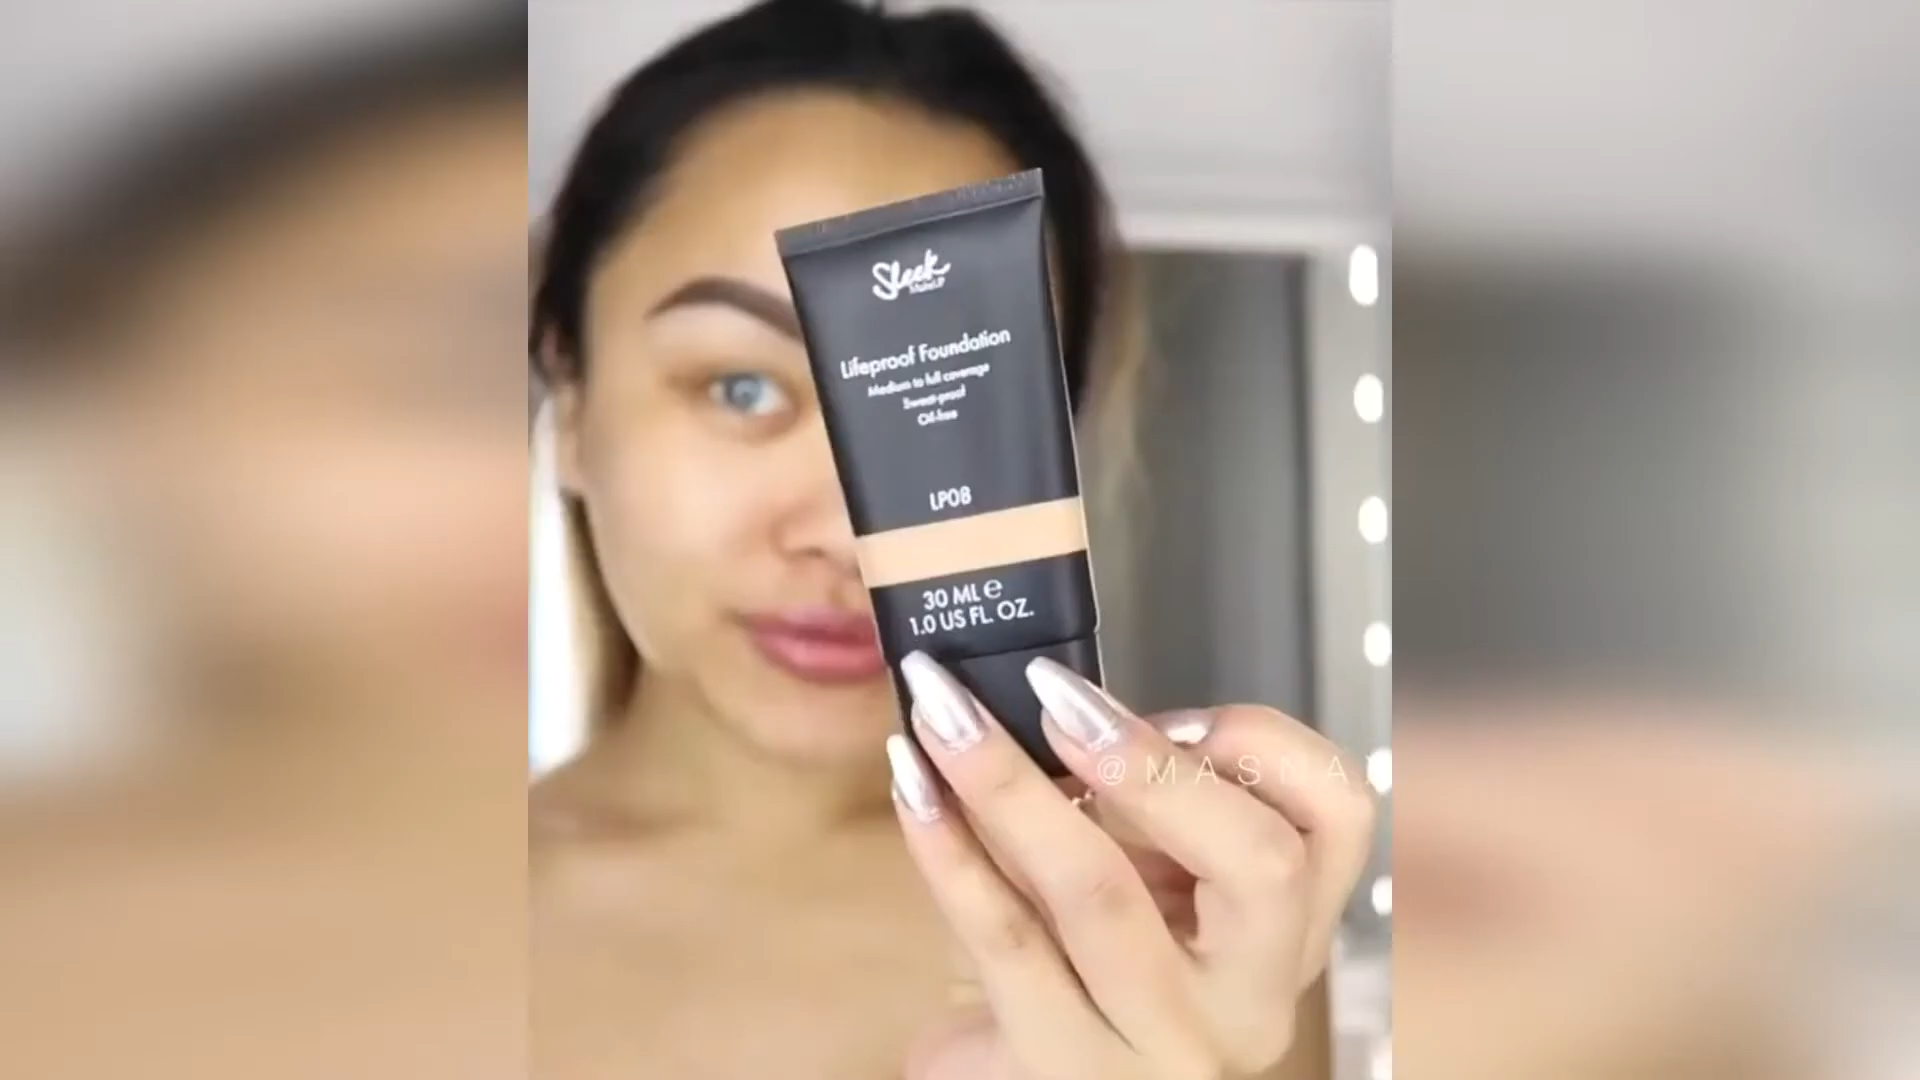 Sleek
MakeUP
Lifeproof Foundation
Medium to full coverage
Sweat-proof
Oil-free
LP08
30 ML e
1.0 US FL. OZ.
@MASNA